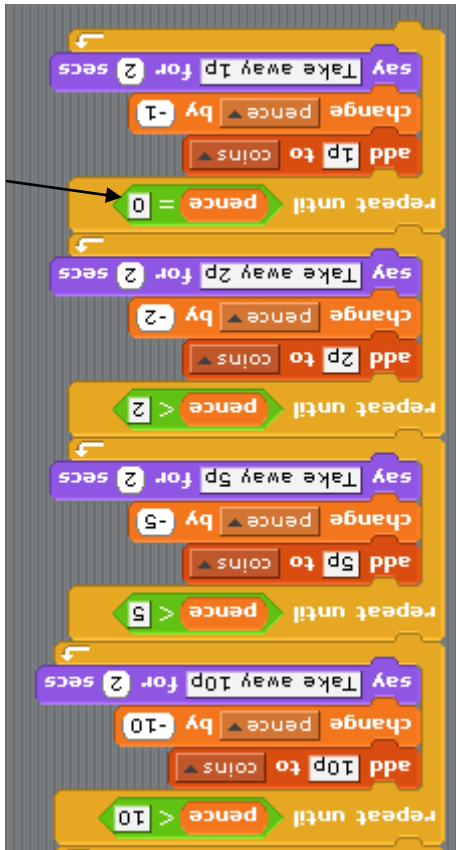 repeat until pence < 10
add 10p to coins
change pence by -10
say Take away 10p for 2 secs
repeat until pence < 5
add 5p to coins
change pence by -5
say Take away 5p for 2 secs
repeat until pence < 2
add 2p to coins
change pence by -2
say Take away 2p for 2 secs
repeat until pence = 0
add 1p to coins
change pence by -1
say Take away 1p for 2 secs